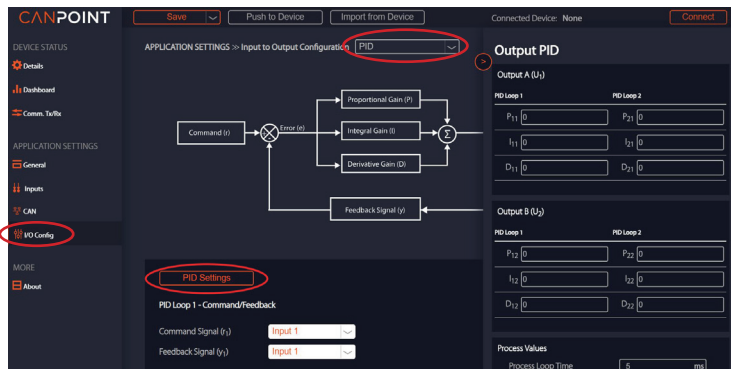 CANPOINT
Save
Push to Device
Import from Device
Connected Device: None
Connect
DEVICE STATUS
Details
Dashboard
Comm. Tx/Rx
APPLICATION SETTINGS
General
Inputs
CAN
I/O Config
MORE
About
APPLICATION SETTINGS >> Input to Output Configuration
PID
Command (r)
Error (e)
Proportional Gain (P)
Integral Gain (I)
Derivative Gain (D)
Σ
Feedback Signal (y)
PID Settings
PID Loop 1 - Command/Feedback
Command Signal (r₁) Input 1
Feedback Signal (y₁) Input 1
>
Output PID
Output A (U₁)
PID Loop 1 PID Loop 2
P₁₁ 0 P₂₁ 0
I₁₁ 0 I₂₁ 0
D₁₁ 0 D₂₁ 0
Output B (U₂)
PID Loop 1 PID Loop 2
P₁₂ 0 P₂₂ 0
I₁₂ 0 I₂₂ 0
D₁₂ 0 D₂₂ 0
Process Values
Process Loop Time 5 ms